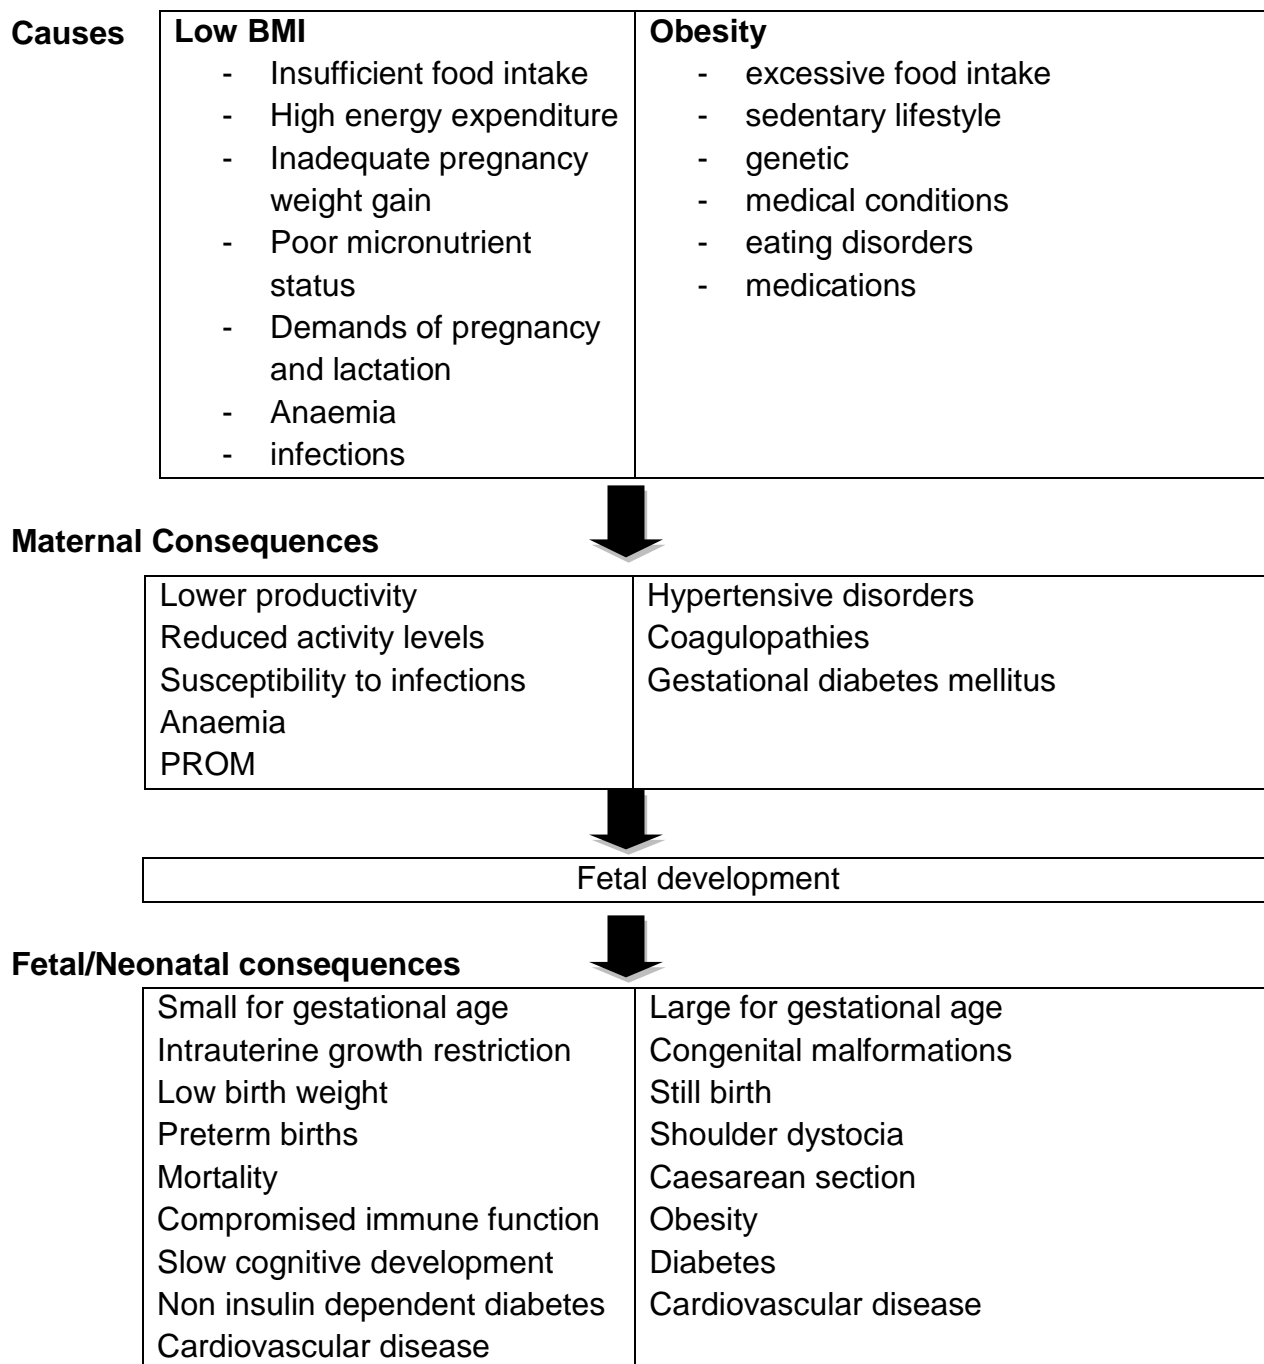 Causes
Low BMI
- Insufficient food intake
- High energy expenditure
- Inadequate pregnancy
weight gain
- Poor micronutrient
status
- Demands of pregnancy
and lactation
- Anaemia
- infections
Obesity
- excessive food intake
- sedentary lifestyle
- genetic
- medical conditions
- eating disorders
- medications
Maternal Consequences
Lower productivity
Reduced activity levels
Susceptibility to infections
Anaemia
PROM
Hypertensive disorders
Coagulopathies
Gestational diabetes mellitus
Fetal development
Fetal/Neonatal consequences
Small for gestational age
Intrauterine growth restriction
Low birth weight
Preterm births
Mortality
Compromised immune function
Slow cognitive development
Non insulin dependent diabetes
Cardiovascular disease
Large for gestational age
Congenital malformations
Still birth
Shoulder dystocia
Caesarean section
Obesity
Diabetes
Cardiovascular disease